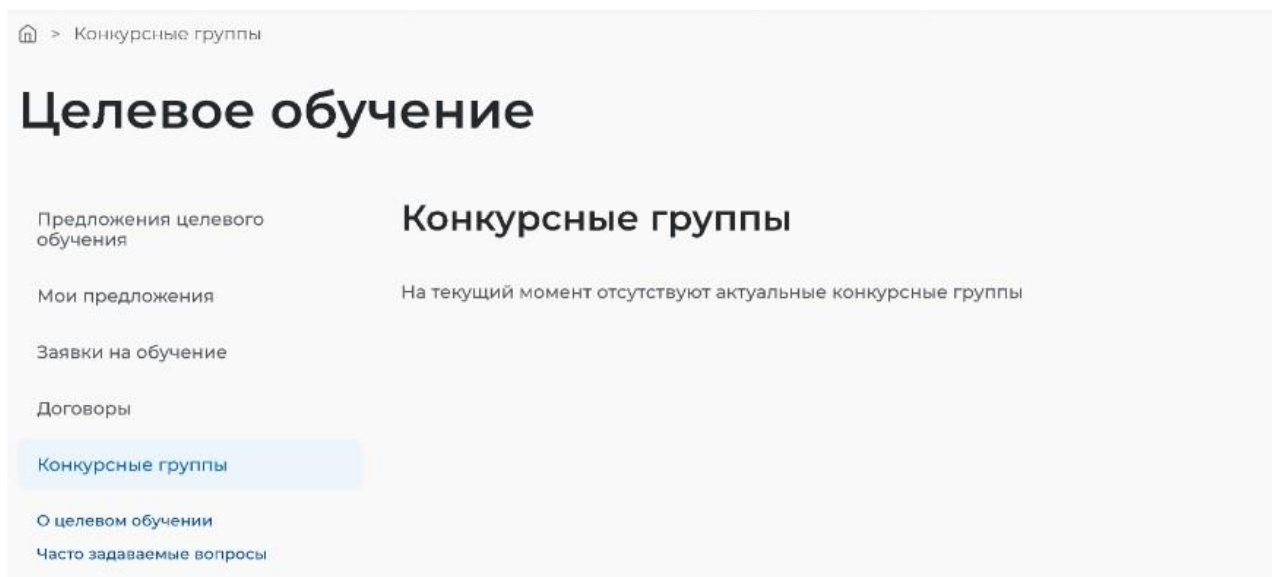 > Конкурсные группы
Целевое обучение
Предложения целевого
обучения
Мои предложения
Заявки на обучение
Договоры
Конкурсные группы
О целевом обучении
Часто задаваемые вопросы
Конкурсные группы
На текущий момент отсутствуют актуальные конкурсные группы